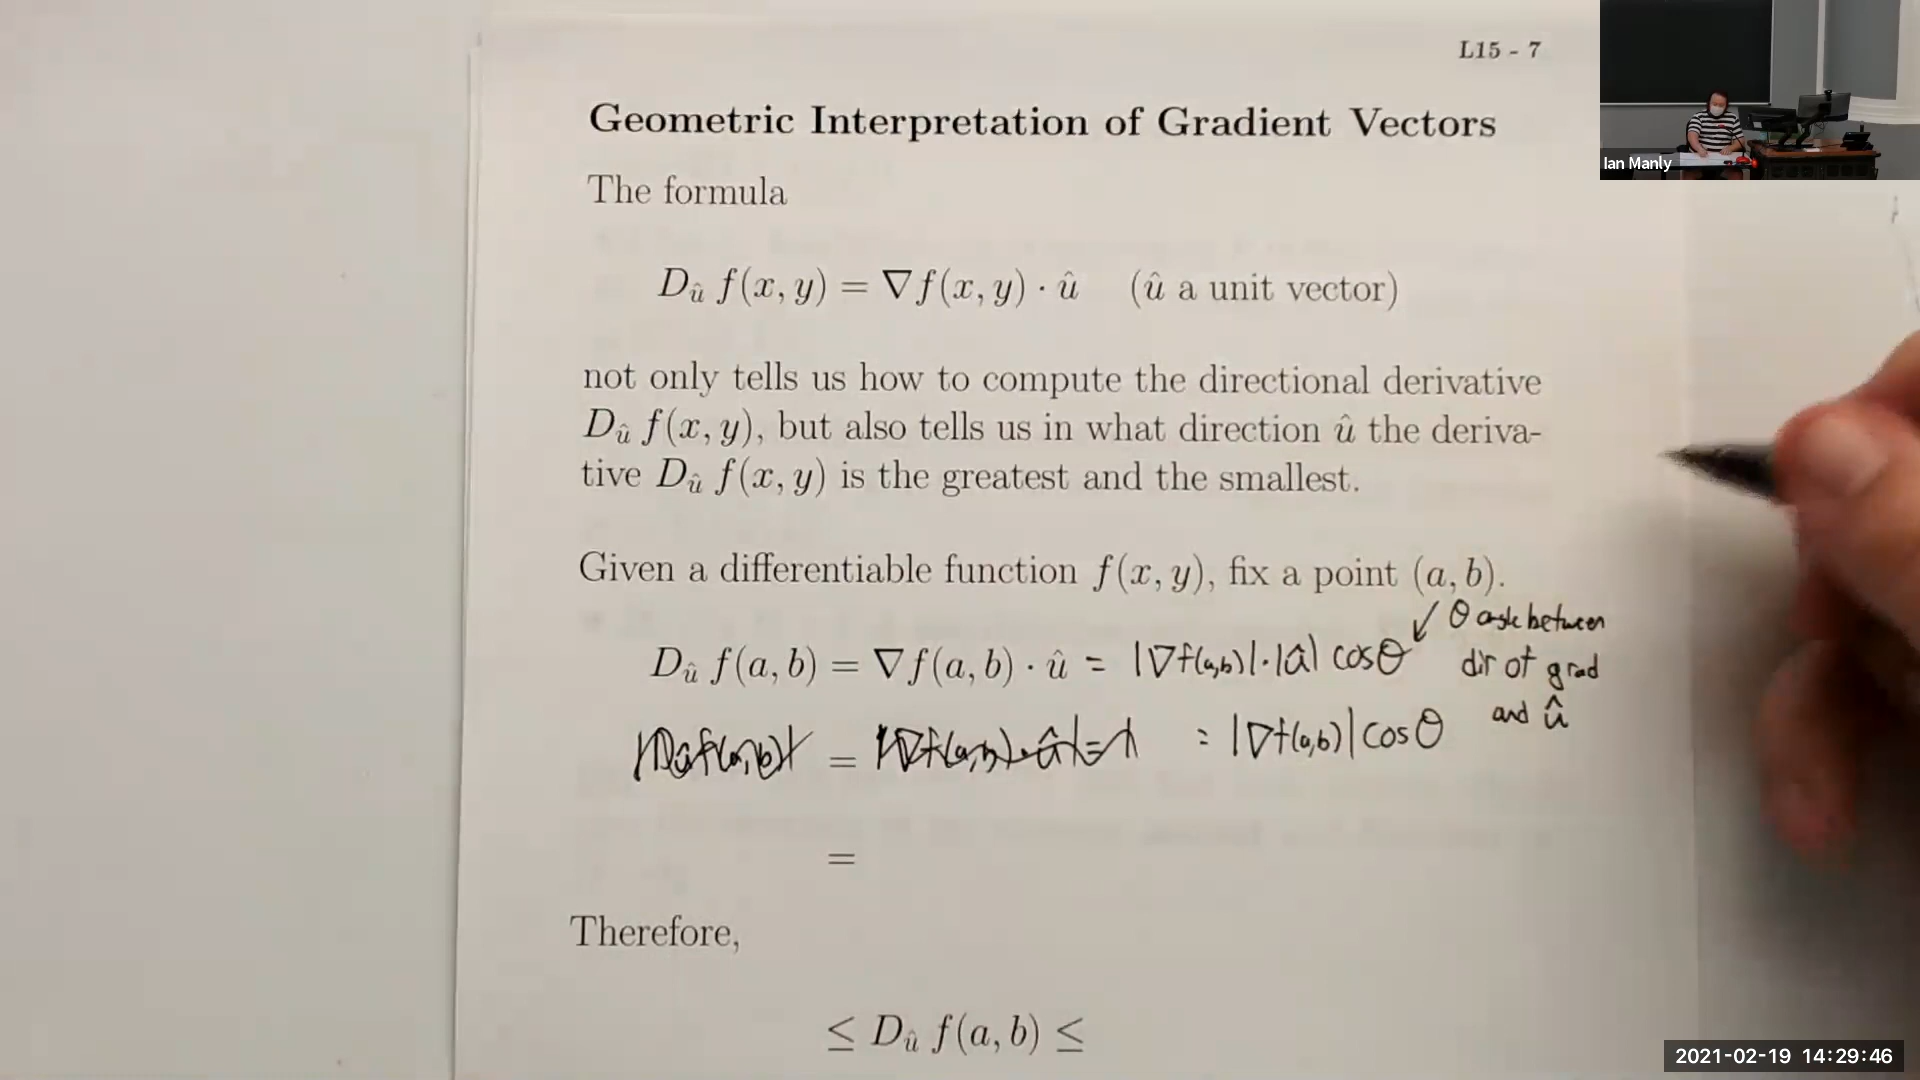 L15 - 7
Ian Manly
Geometric Interpretation of Gradient Vectors
The formula
D_û f(x, y) = ∇f(x, y) · û (û a unit vector)
not only tells us how to compute the directional derivative
D_û f(x, y), but also tells us in what direction û the deriva-
tive D_û f(x, y) is the greatest and the smallest.
Given a differentiable function f(x, y), fix a point (a, b).
D_û f(a, b) = ∇f(a, b) · û = |∇f(a,b)|·|û| cosθ
↙ θ angle between
dir of grad
and û
= = |∇f(a,b)| cosθ
=
Therefore,
≤ D_û f(a, b) ≤
2021-02-19 14:29:46